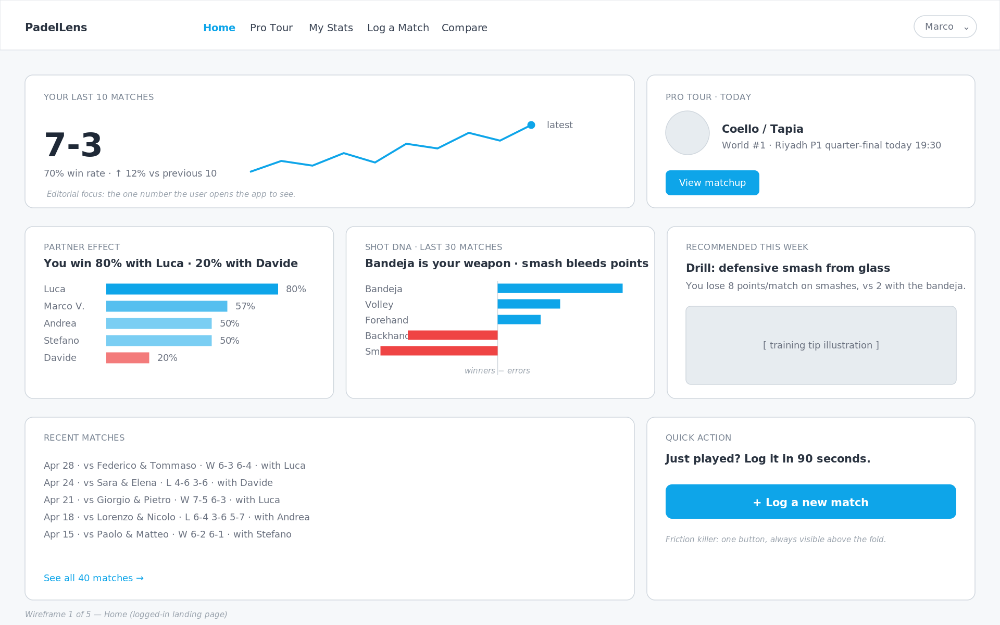 PadelLens
Home Pro Tour My Stats Log a Match Compare
Marco ⌄
YOUR LAST 10 MATCHES
7-3
70% win rate · ↑ 12% vs previous 10
latest
Editorial focus: the one number the user opens the app to see.
PRO TOUR · TODAY
Coello / Tapia
World #1 · Riyadh P1 quarter-final today 19:30
View matchup
PARTNER EFFECT
You win 80% with Luca · 20% with Davide
Luca 80%
Marco V. 57%
Andrea 50%
Stefano 50%
Davide 20%
SHOT DNA · LAST 30 MATCHES
Bandeja is your weapon · smash bleeds points
Bandeja
Volley
Forehand
Backhand
Sm
winners − errors
RECOMMENDED THIS WEEK
Drill: defensive smash from glass
You lose 8 points/match on smashes, vs 2 with the bandeja.
[ training tip illustration ]
RECENT MATCHES
Apr 28 · vs Federico & Tommaso · W 6-3 6-4 · with Luca
Apr 24 · vs Sara & Elena · L 4-6 3-6 · with Davide
Apr 21 · vs Giorgio & Pietro · W 7-5 6-3 · with Luca
Apr 18 · vs Lorenzo & Nicolo · L 6-4 3-6 5-7 · with Andrea
Apr 15 · vs Paolo & Matteo · W 6-2 6-1 · with Stefano
See all 40 matches →
QUICK ACTION
Just played? Log it in 90 seconds.
+ Log a new match
Friction killer: one button, always visible above the fold.
Wireframe 1 of 5 — Home (logged-in landing page)